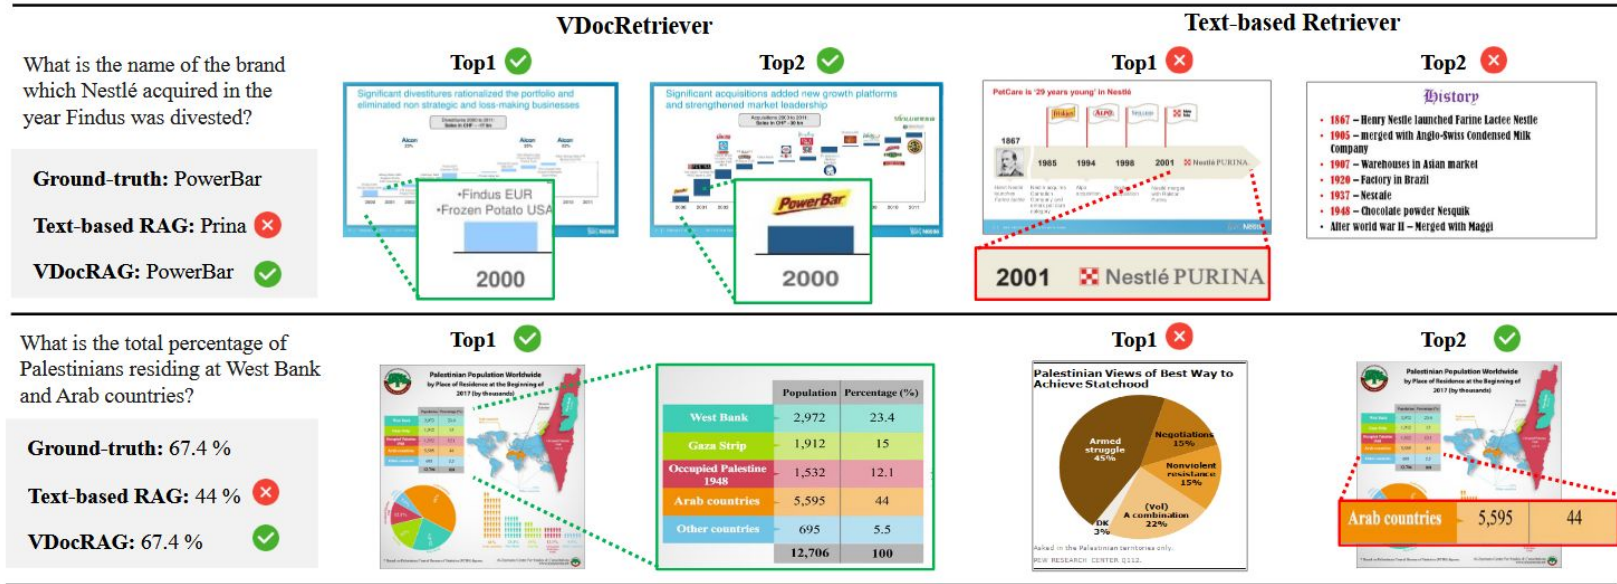 VDocRetriever
Text-based Retriever
What is the name of the brand
which Nestlé acquired in the
year Findus was divested?
Ground-truth: PowerBar
Text-based RAG: Prina
VDocRAG: PowerBar
Top1
Significant divestitures rationalized the portfolio and
eliminated non strategic and loss-making businesses
Divestitures 2000 to 2011
•Findus EUR
•Frozen Potato USA
2000
Top2
Significant acquisitions added new growth platforms
and strengthened market leadership
Acquisitions 2000 to 2011
PowerBar
2000
Top1
PetCare is '29 years young' in Nestlé
1867
1985
1994
1998
2001
Nestlé PURINA
2001 Nestlé PURINA
Top2
History
• 1867 – Henry Nestle launched Farine Lactee Nestle
• 1905 – merged with Anglo-Swiss Condensed Milk
Company
• 1907 – Warehouses in Asian market
• 1920 – Factory in Brazil
• 1937 – Nescafe
• 1948 – Chocolate powder Nesquik
• After world war II – Merged with Maggi
What is the total percentage of
Palestinians residing at West Bank
and Arab countries?
Ground-truth: 67.4 %
Text-based RAG: 44 %
VDocRAG: 67.4 %
Top1
Palestinian Population Worldwide
by Place of Residence at the Beginning of
2017 (by thousands)
Population Percentage (%)
West Bank 2,972 23.4
Gaza Strip 1,912 15
Occupied Palestine
1948 1,532 12.1
Arab countries 5,595 44
Other countries 695 5.5
12,706 100
Top1
Palestinian Views of Best Way to
Achieve Statehood
Armed
struggle
45%
Negotiations
15%
Nonviolent
resistance
15%
(Vol)
A combination
22%
DK
3%
Asked in the Palestinian territories only.
PEW RESEARCH CENTER Q112.
Top2
Palestinian Population Worldwide
by Place of Residence at the Beginning of
2017 (by thousands)
Arab countries 5,595 44